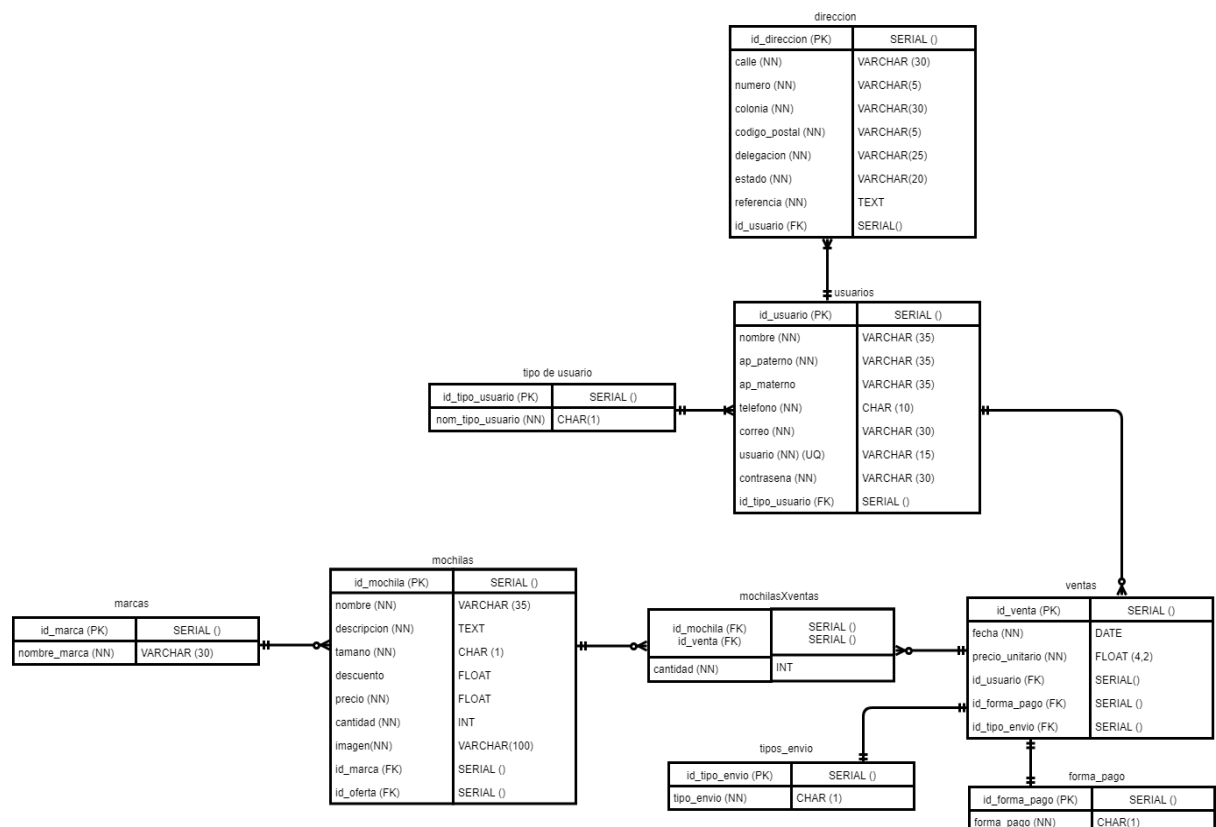 direccion
id_direccion (PK) SERIAL ()
calle (NN) VARCHAR (30)
numero (NN) VARCHAR(5)
colonia (NN) VARCHAR(30)
codigo_postal (NN) VARCHAR(5)
delegacion (NN) VARCHAR(25)
estado (NN) VARCHAR(20)
referencia (NN) TEXT
id_usuario (FK) SERIAL()
usuarios
id_usuario (PK) SERIAL ()
nombre (NN) VARCHAR (35)
ap_paterno (NN) VARCHAR (35)
ap_materno VARCHAR (35)
telefono (NN) CHAR (10)
correo (NN) VARCHAR (30)
usuario (NN) (UQ) VARCHAR (15)
contrasena (NN) VARCHAR (30)
id_tipo_usuario (FK) SERIAL ()
tipo de usuario
id_tipo_usuario (PK) SERIAL ()
nom_tipo_usuario (NN) CHAR(1)
marcas
id_marca (PK) SERIAL ()
nombre_marca (NN) VARCHAR (30)
mochilas
id_mochila (PK) SERIAL ()
nombre (NN) VARCHAR (35)
descripcion (NN) TEXT
tamano (NN) CHAR (1)
descuento FLOAT
precio (NN) FLOAT
cantidad (NN) INT
imagen(NN) VARCHAR(100)
id_marca (FK) SERIAL ()
id_oferta (FK) SERIAL ()
mochilasXventas
id_mochila (FK) SERIAL ()
id_venta (FK) SERIAL ()
cantidad (NN) INT
ventas
id_venta (PK) SERIAL ()
fecha (NN) DATE
precio_unitario (NN) FLOAT (4,2)
id_usuario (FK) SERIAL()
id_forma_pago (FK) SERIAL ()
id_tipo_envio (FK) SERIAL ()
tipos_envio
id_tipo_envio (PK) SERIAL ()
tipo_envio (NN) CHAR (1)
forma_pago
id_forma_pago (PK) SERIAL ()
forma_pago (NN) CHAR(1)